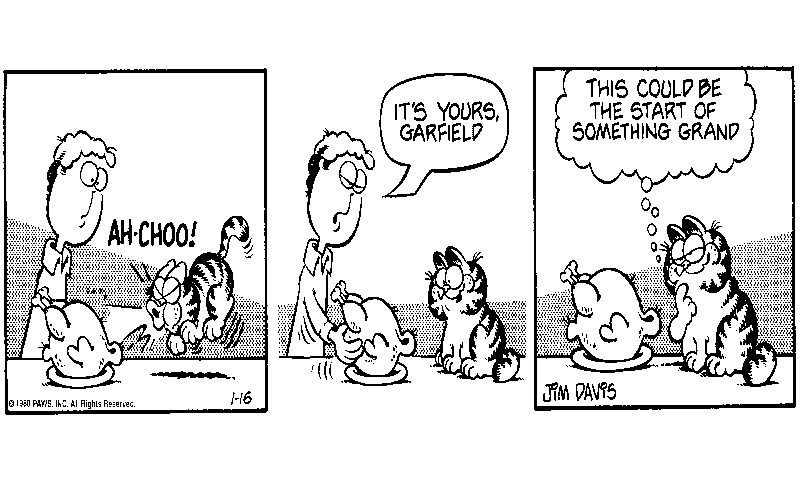 AH-CHOO!
© 1980 PAWS, INC. All Rights Reserved.
1-16
IT'S YOURS,
GARFIELD
THIS COULD BE
THE START OF
SOMETHING GRAND
JIM DAVIS